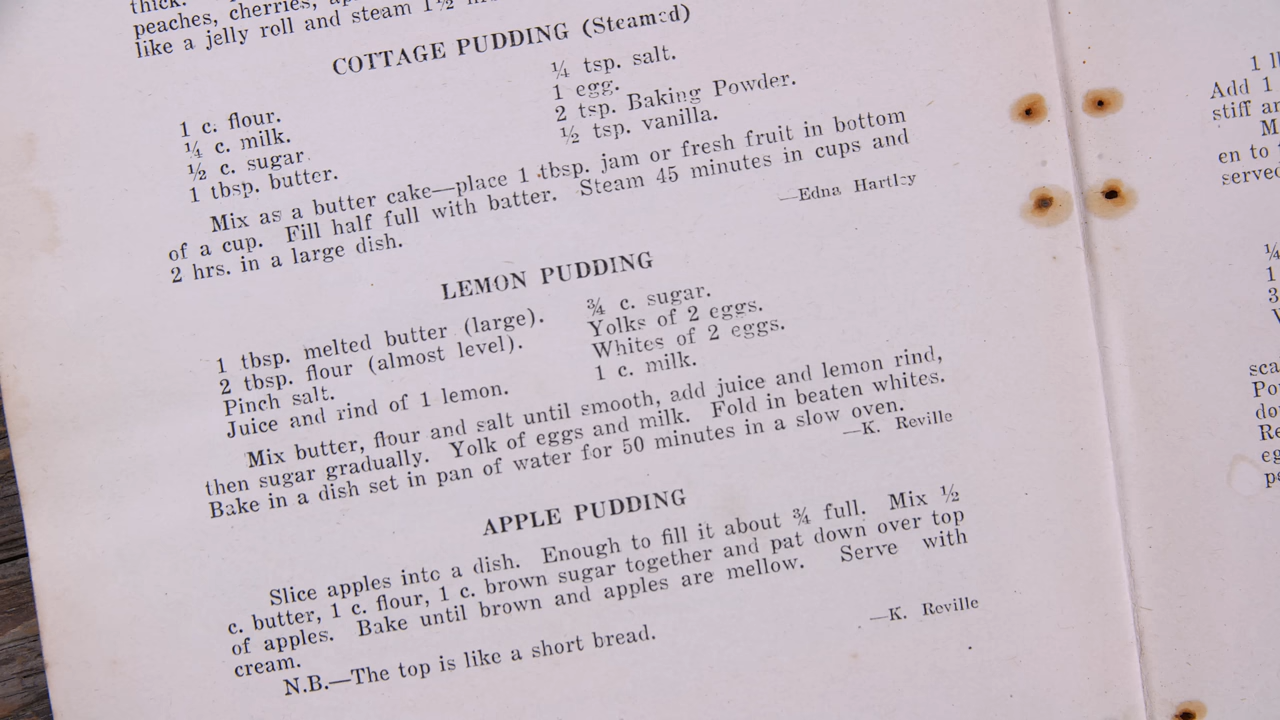 thick.
peaches, cherries,
like a jelly roll and steam 1½
COTTAGE PUDDING (Steamed)
1 c. flour.
¼ c. milk.
½ c. sugar.
1 tbsp. butter.
¼ tsp. salt.
1 egg.
2 tsp. Baking Powder.
½ tsp. vanilla.
Mix as a butter cake—place 1 tbsp. jam or fresh fruit in bottom
of a cup. Fill half full with batter. Steam 45 minutes in cups and
2 hrs. in a large dish.
—Edna Hartley
LEMON PUDDING
1 tbsp. melted butter (large).
2 tbsp. flour (almost level).
Pinch salt.
Juice and rind of 1 lemon.
¾ c. sugar.
Yolks of 2 eggs.
Whites of 2 eggs.
1 c. milk.
Mix butter, flour and salt until smooth, add juice and lemon rind,
then sugar gradually. Yolk of eggs and milk. Fold in beaten whites.
Bake in a dish set in pan of water for 50 minutes in a slow oven.
—K. Reville
APPLE PUDDING
Slice apples into a dish. Enough to fill it about ¾ full. Mix ½
c. butter, 1 c. flour, 1 c. brown sugar together and pat down over top
of apples. Bake until brown and apples are mellow. Serve with
cream.
—K. Reville
N.B.—The top is like a short bread.
1
Add 1
stiff
en to
served
¼
1
3